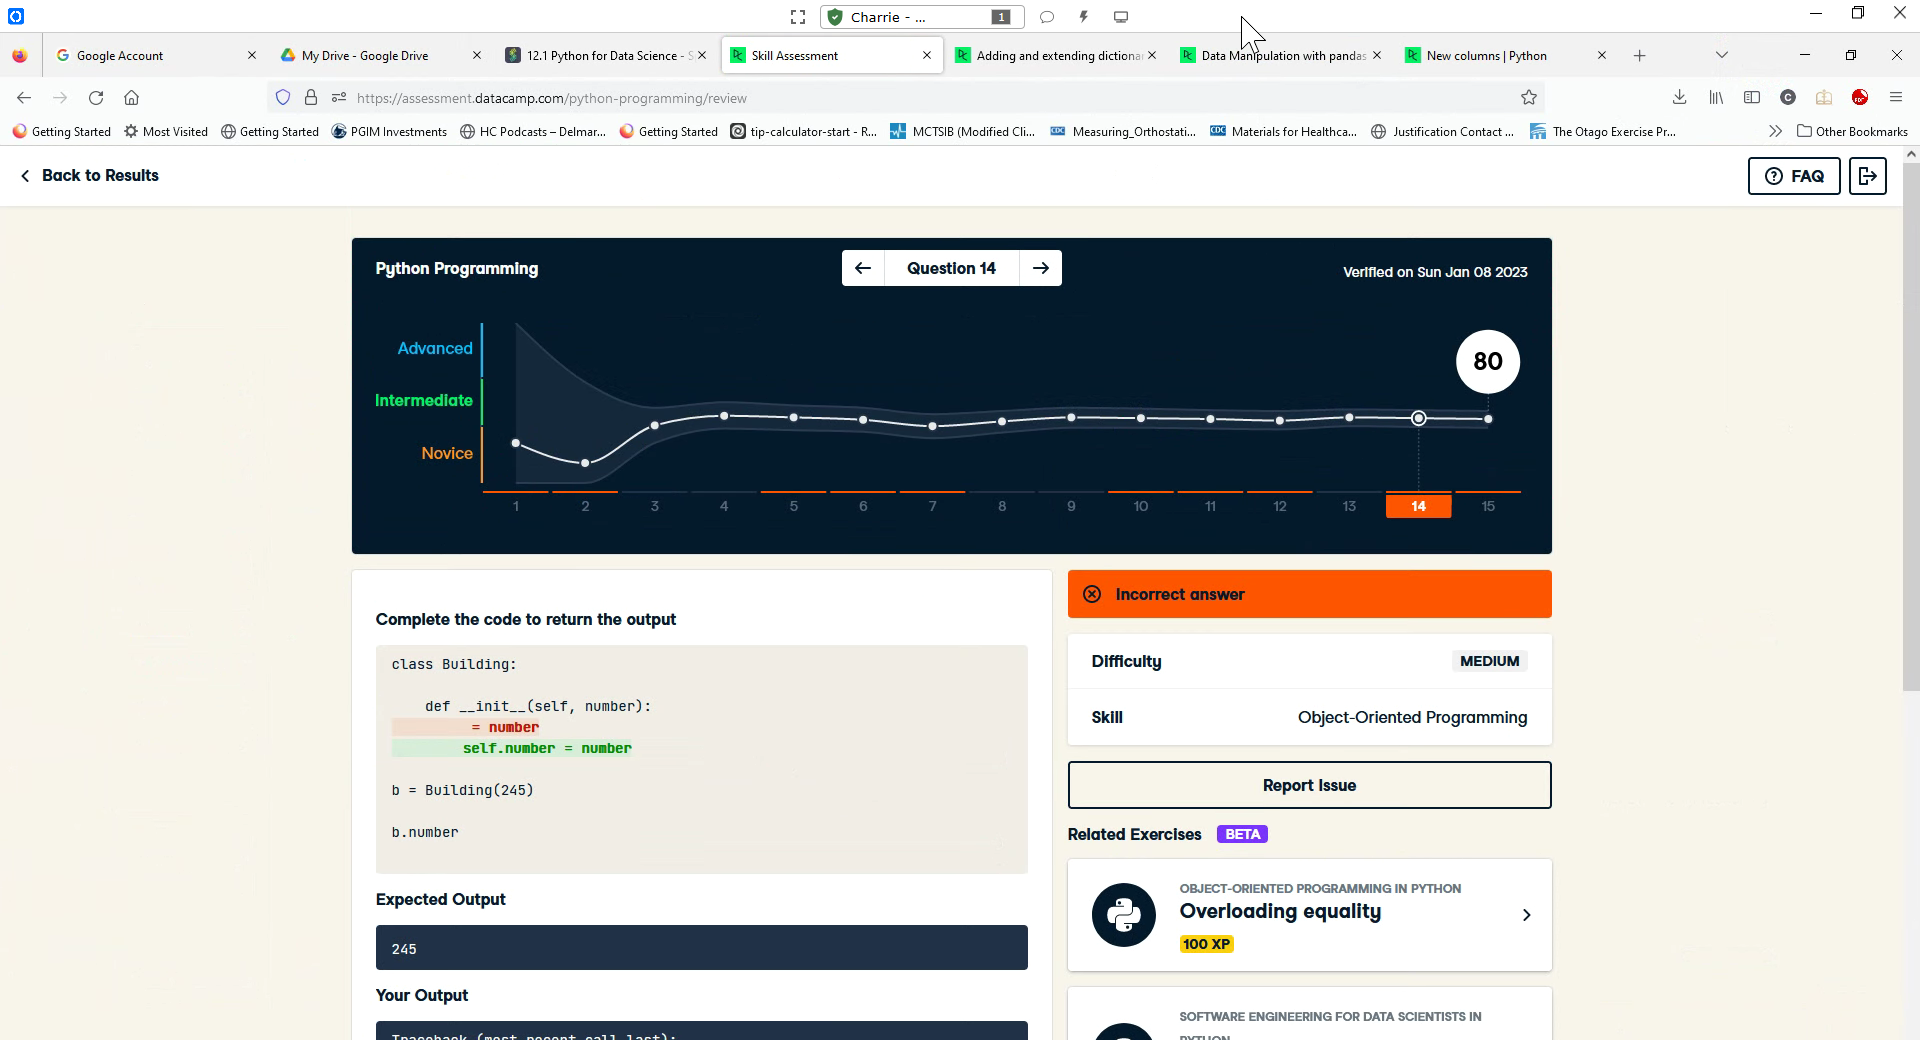 Charrie - ...
1
Google Account
My Drive - Google Drive
12.1 Python for Data Science - S
Skill Assessment
Adding and extending dictionar
Data Manipulation with pandas
New columns | Python
https://assessment.datacamp.com/python-programming/review
Getting Started
Most Visited
Getting Started
PGIM Investments
HC Podcasts – Delmar...
Getting Started
tip-calculator-start - R...
MCTSIB (Modified Cli...
CDC
Measuring_Orthostati...
CDC
Materials for Healthca...
Justification Contact ...
The Otago Exercise Pr...
Other Bookmarks
Back to Results
FAQ
Python Programming
Question 14
Verified on Sun Jan 08 2023
Advanced
Intermediate
Novice
80
1 2 3 4 5 6 7 8 9 10 11 12 13 14 15
Complete the code to return the output
class Building:
def __init__(self, number):
= number
self.number = number
b = Building(245)
b.number
Expected Output
245
Your Output
Traceback (most recent call last):
Incorrect answer
Difficulty
MEDIUM
Skill
Object-Oriented Programming
Report Issue
Related Exercises
BETA
OBJECT-ORIENTED PROGRAMMING IN PYTHON
Overloading equality
100 XP
SOFTWARE ENGINEERING FOR DATA SCIENTISTS IN
PYTHON